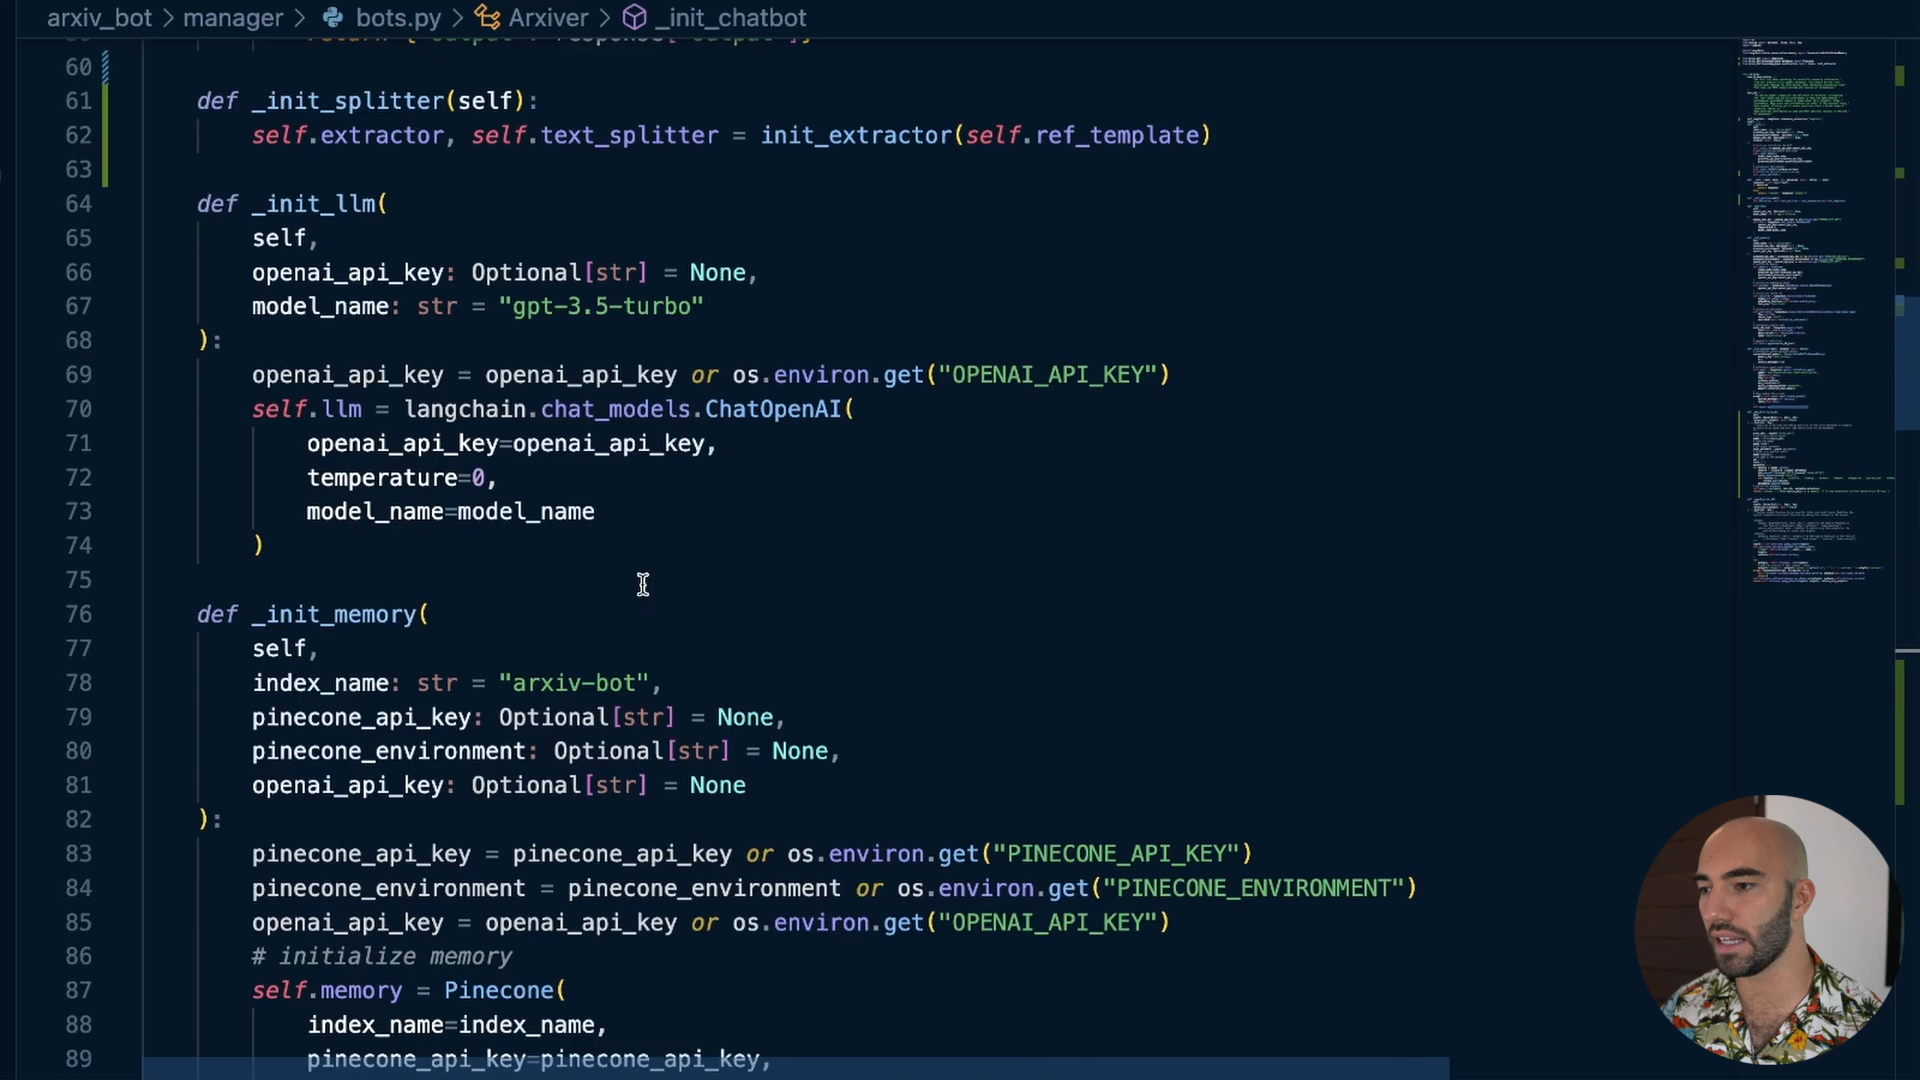 arxiv_bot > manager > bots.py > Arxiver > _init_chatbot
60
61 def _init_splitter(self):
62 self.extractor, self.text_splitter = init_extractor(self.ref_template)
63
64 def _init_llm(
65 self,
66 openai_api_key: Optional[str] = None,
67 model_name: str = "gpt-3.5-turbo"
68 ):
69 openai_api_key = openai_api_key or os.environ.get("OPENAI_API_KEY")
70 self.llm = langchain.chat_models.ChatOpenAI(
71 openai_api_key=openai_api_key,
72 temperature=0,
73 model_name=model_name
74 )
75
76 def _init_memory(
77 self,
78 index_name: str = "arxiv-bot",
79 pinecone_api_key: Optional[str] = None,
80 pinecone_environment: Optional[str] = None,
81 openai_api_key: Optional[str] = None
82 ):
83 pinecone_api_key = pinecone_api_key or os.environ.get("PINECONE_API_KEY")
84 pinecone_environment = pinecone_environment or os.environ.get("PINECONE_ENVIRONMENT")
85 openai_api_key = openai_api_key or os.environ.get("OPENAI_API_KEY")
86 # initialize memory
87 self.memory = Pinecone(
88 index_name=index_name,
89 pinecone_api_key=pinecone_api_key,